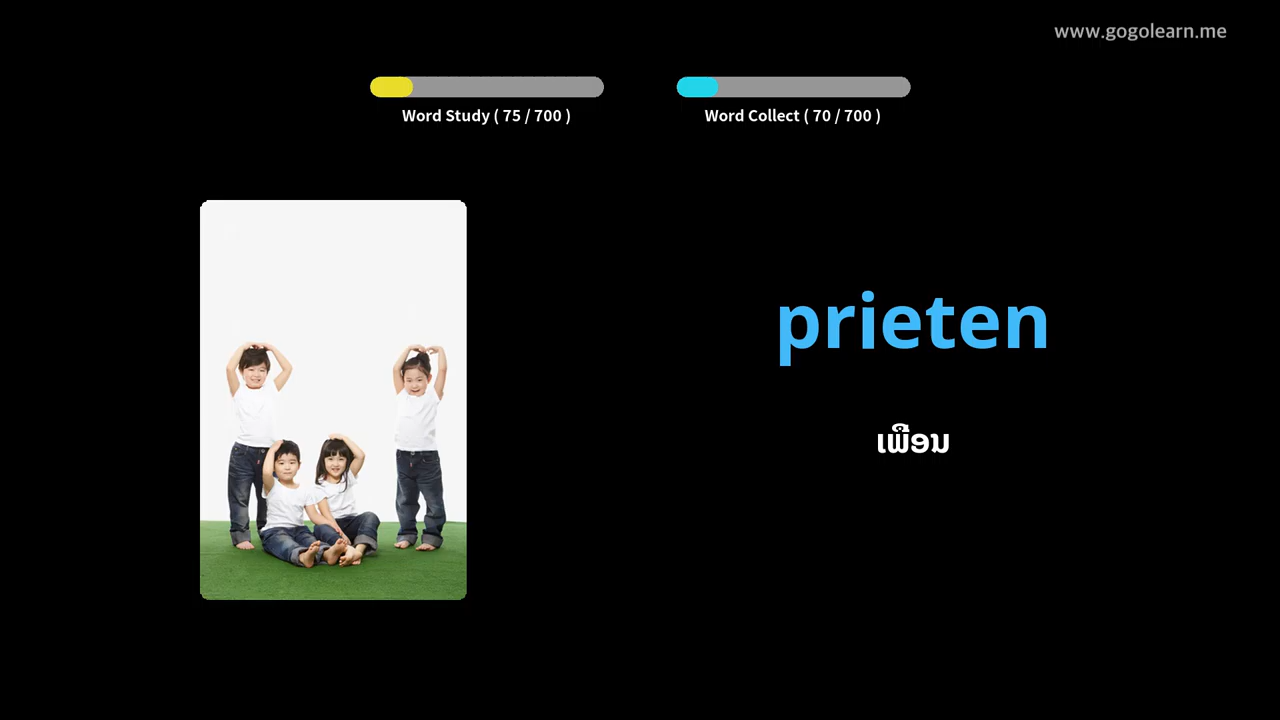 www.gogolearn.me
Word Study ( 75 / 700 )
Word Collect ( 70 / 700 )
prieten
ເພື່ອນ